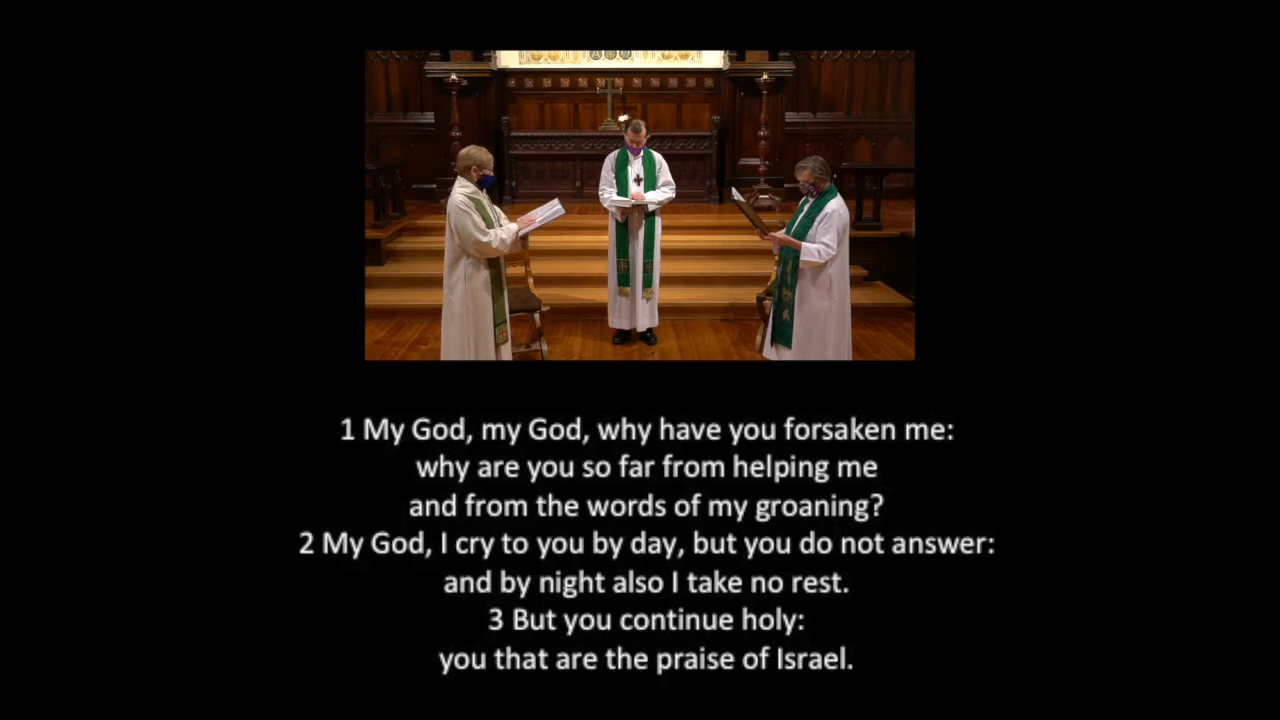 1 My God, my God, why have you forsaken me:
why are you so far from helping me
and from the words of my groaning?
2 My God, I cry to you by day, but you do not answer:
and by night also I take no rest.
3 But you continue holy:
you that are the praise of Israel.